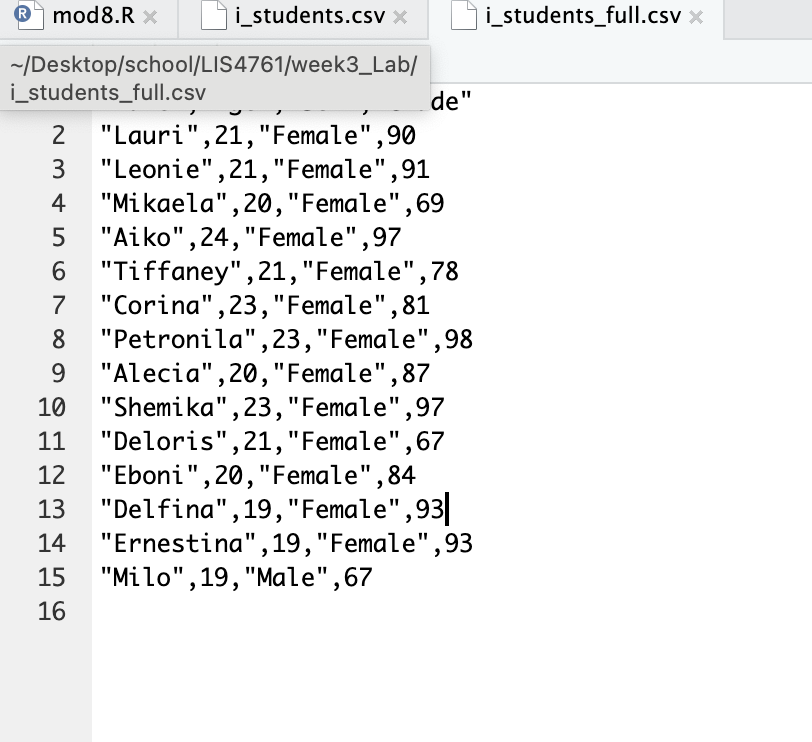 mod8.R
i_students.csv
i_students_full.csv
~/Desktop/school/LIS4761/week3_Lab/
i_students_full.csv
de"
2 "Lauri",21,"Female",90
3 "Leonie",21,"Female",91
4 "Mikaela",20,"Female",69
5 "Aiko",24,"Female",97
6 "Tiffaney",21,"Female",78
7 "Corina",23,"Female",81
8 "Petronila",23,"Female",98
9 "Alecia",20,"Female",87
10 "Shemika",23,"Female",97
11 "Deloris",21,"Female",67
12 "Eboni",20,"Female",84
13 "Delfina",19,"Female",93
14 "Ernestina",19,"Female",93
15 "Milo",19,"Male",67
16